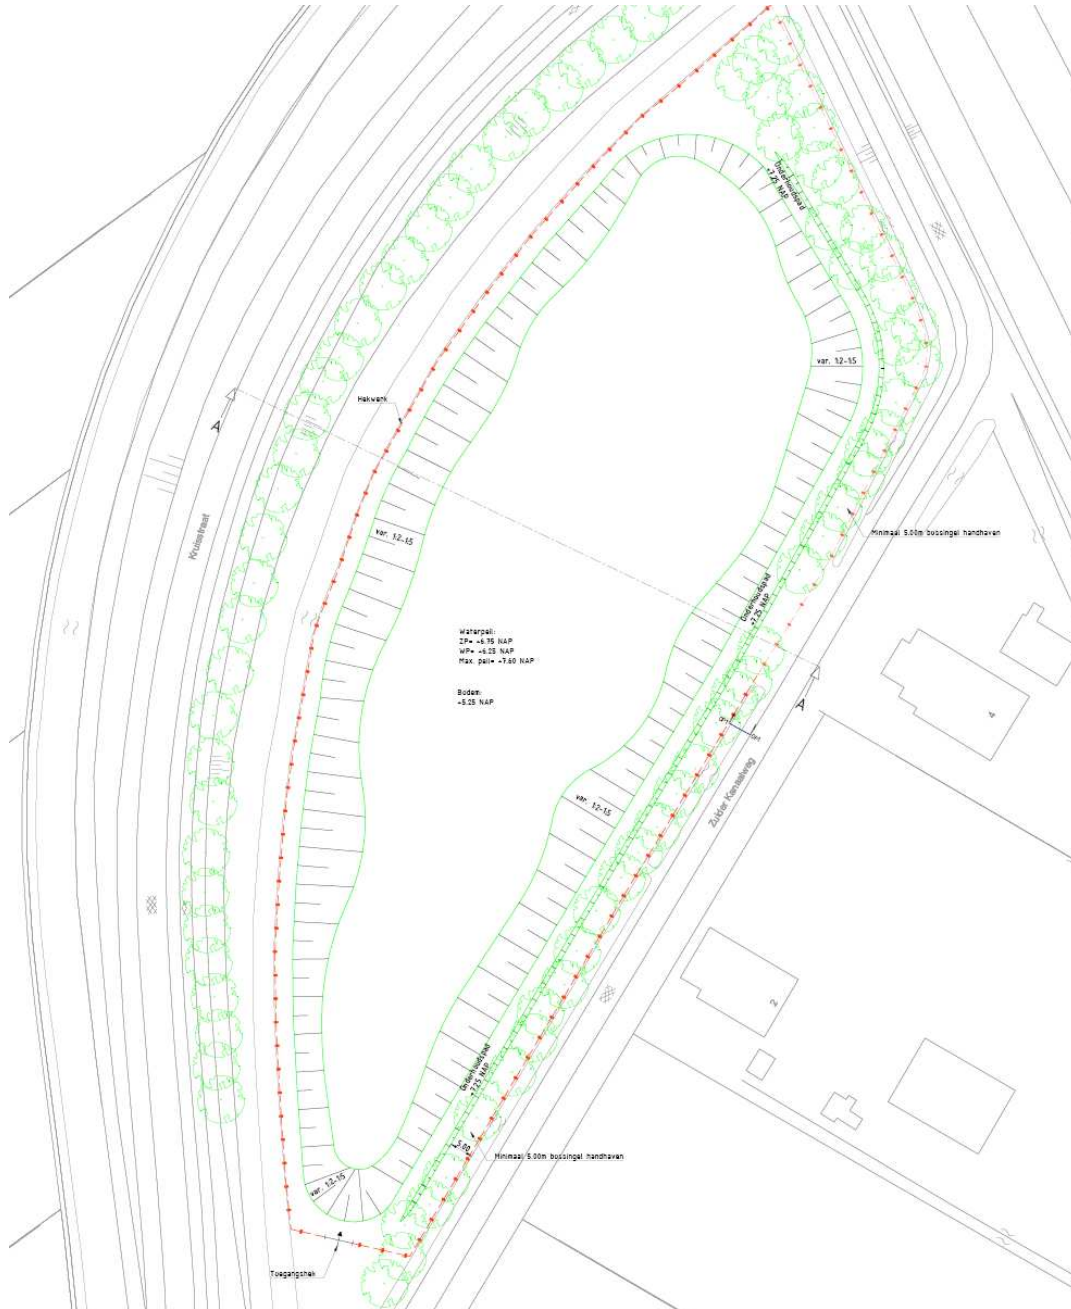 Onderhoudspad
+7.25 NAP
var. 1:2-1:5
Hekwerk
A
Kruisstraat
var. 1:2-1:5
Minimaal 5.00m bossingel handhaven
Onderhoudspad
+7.25 NAP
Waterpeil:
ZP= +6.75 NAP
WP= +6.25 NAP
Max. peil= +7.60 NAP
Bodem:
+5.25 NAP
A
4
Zuider Kanaalweg
var. 1:2-1:5
2
Onderhoudspad
+7.25 NAP
5.00
Minimaal 5.00m bossingel handhaven
var. 1:2-1:5
Toegangshek